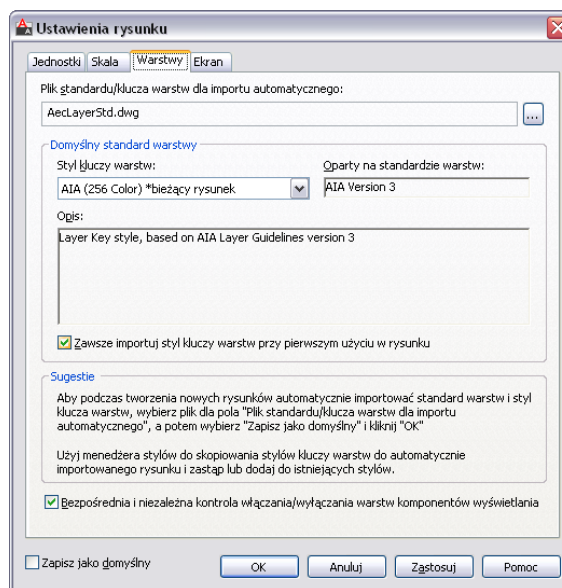 Ustawienia rysunku
Jednostki Skala Warstwy Ekran
Plik standardu/klucza warstw dla importu automatycznego:
AecLayerStd.dwg
...
Domyślny standard warstwy
Styl kluczy warstw: Oparty na standardzie warstw:
AIA (256 Color) *bieżący rysunek AIA Version 3
Opis:
Layer Key style, based on AIA Layer Guidelines version 3
Zawsze importuj styl kluczy warstw przy pierwszym użyciu w rysunku
Sugestie
Aby podczas tworzenia nowych rysunków automatycznie importować standard warstw i styl
klucza warstw, wybierz plik dla pola "Plik standardu/klucza warstw dla importu
automatycznego", a potem wybierz "Zapisz jako domyślny" i kliknij "OK"
Użyj menedżera stylów do skopiowania stylów kluczy warstw do automatycznie
importowanego rysunku i zastąp lub dodaj do istniejących stylów.
Bezpośrednia i niezależna kontrola włączania/wyłączania warstw komponentów wyświetlania
Zapisz jako domyślny OK Anuluj Zastosuj Pomoc